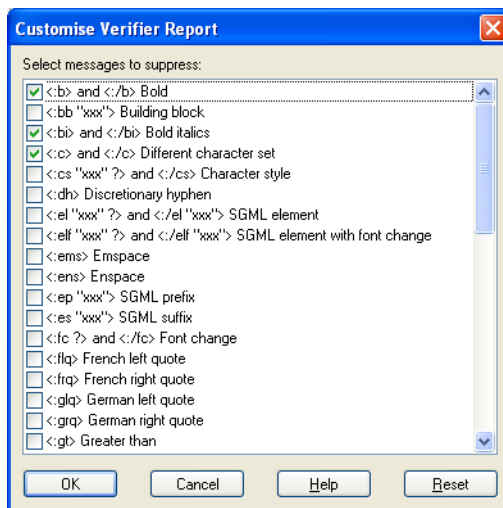 Customise Verifier Report
Select messages to suppress:
<:b> and <:/b> Bold
<:bb "xxx"> Building block
<:bi> and <:/bi> Bold italics
<:c> and <:/c> Different character set
<:cs "xxx" ?> and <:/cs> Character style
<:dh> Discretionary hyphen
<:el "xxx" ?> and <:/el "xxx"> SGML element
<:elf "xxx" ?> and <:/elf "xxx"> SGML element with font change
<:ems> Emspace
<:ens> Enspace
<:ep "xxx"> SGML prefix
<:es "xxx"> SGML suffix
<:fc ?> and <:/fc> Font change
<:flq> French left quote
<:frq> French right quote
<:glq> German left quote
<:grq> German right quote
<:gt> Greater than
OK Cancel Help Reset